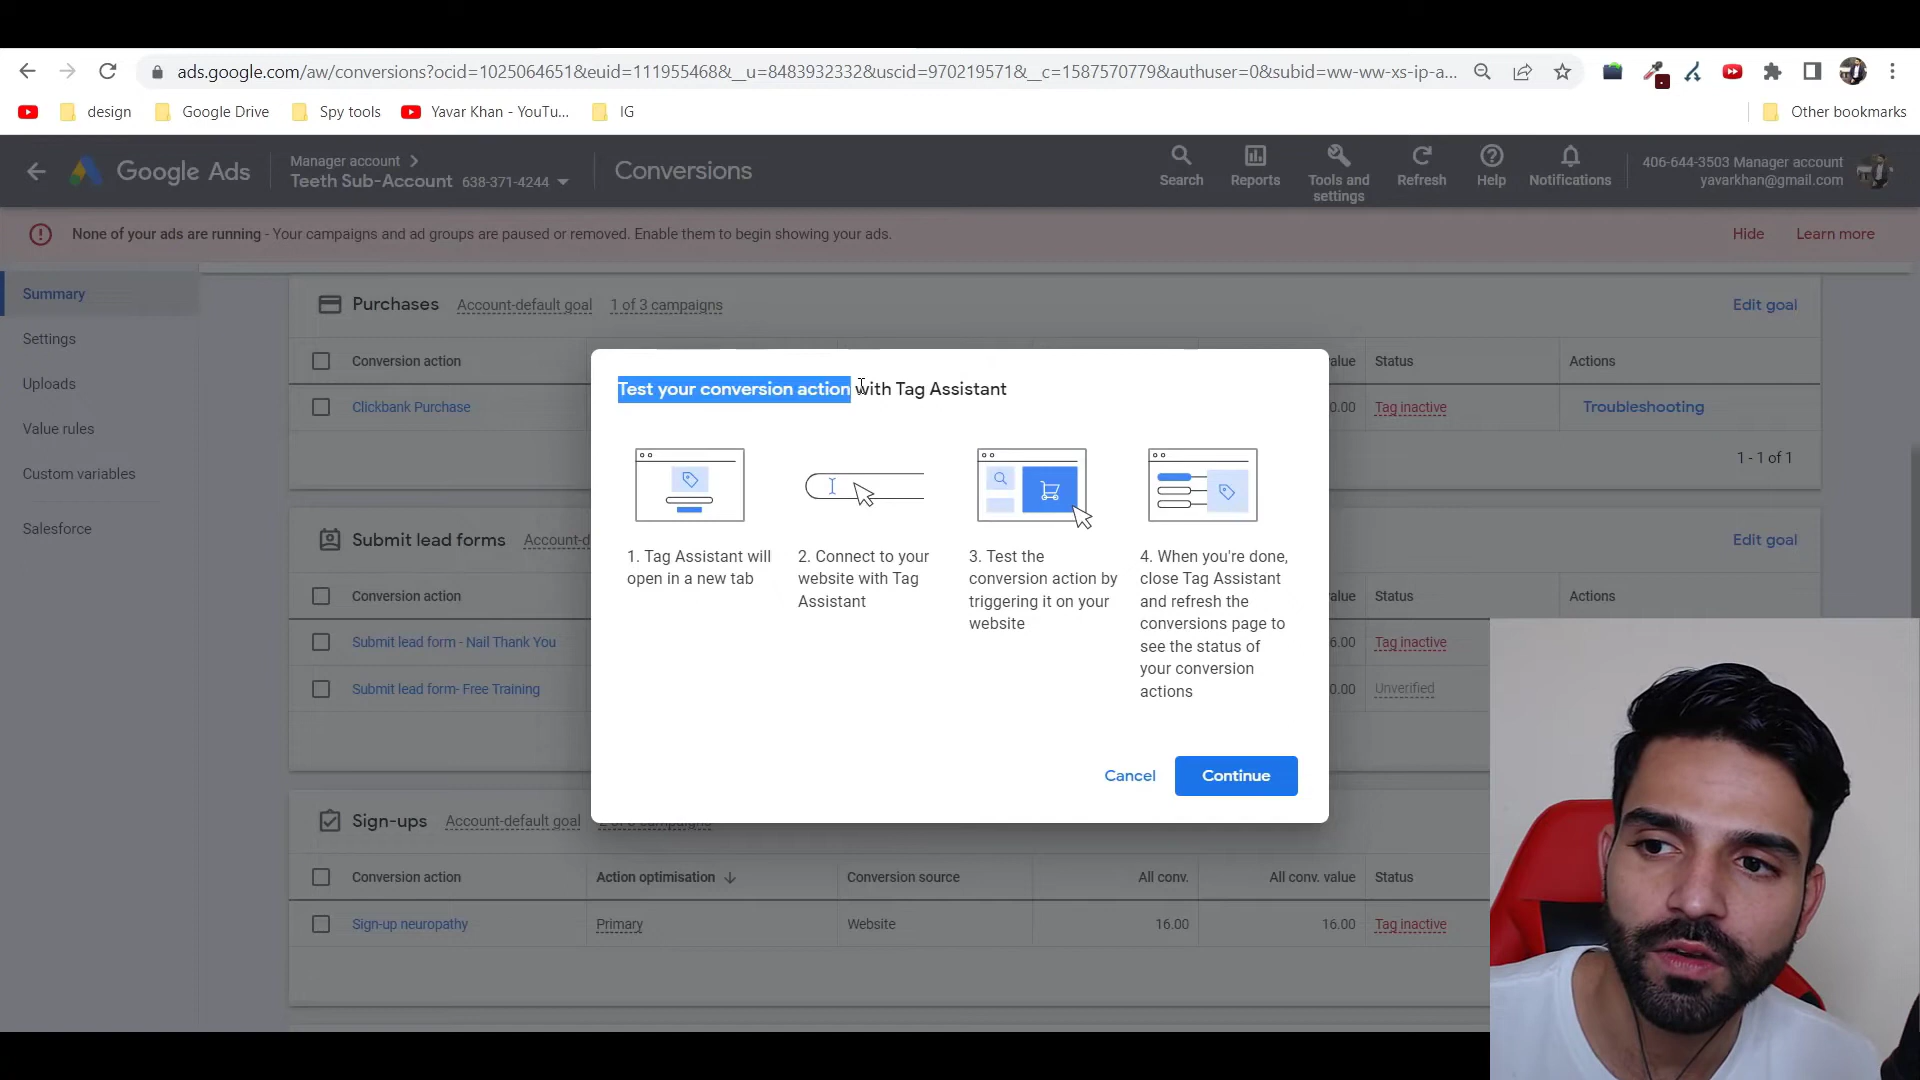 ads.google.com/aw/conversions?ocid=1025064651&euid=111955468&__u=8483932332&uscid=970219571&__c=1587570779&authuser=0&subid=ww-ww-xs-ip-a...
design
Google Drive
Spy tools
Yavar Khan - YouTu...
IG
Other bookmarks
Google Ads
Manager account
Teeth Sub-Account 638-371-4244
Conversions
Search
Reports
Tools and
settings
Refresh
Help
Notifications
406-644-3503 Manager account
yavarkhan@gmail.com
None of your ads are running - Your campaigns and ad groups are paused or removed. Enable them to begin showing your ads.
Hide
Learn more
Summary
Settings
Uploads
Value rules
Custom variables
Salesforce
Purchases
Account-default goal
1 of 3 campaigns
Edit goal
Conversion action
Status
Actions
Clickbank Purchase
Tag inactive
Troubleshooting
1 - 1 of 1
Test your conversion action with Tag Assistant
1. Tag Assistant will
open in a new tab
2. Connect to your
website with Tag
Assistant
3. Test the
conversion action by
triggering it on your
website
4. When you're done,
close Tag Assistant
and refresh the
conversions page to
see the status of
your conversion
actions
Cancel
Continue
Submit lead forms
Edit goal
Conversion action
Status
Actions
Submit lead form - Nail Thank You
Tag inactive
Submit lead form- Free Training
Unverified
Sign-ups
Account-default goal
Conversion action
Action optimisation
Conversion source
All conv.
All conv. value
Status
Sign-up neuropathy
Primary
Website
16.00
16.00
Tag inactive